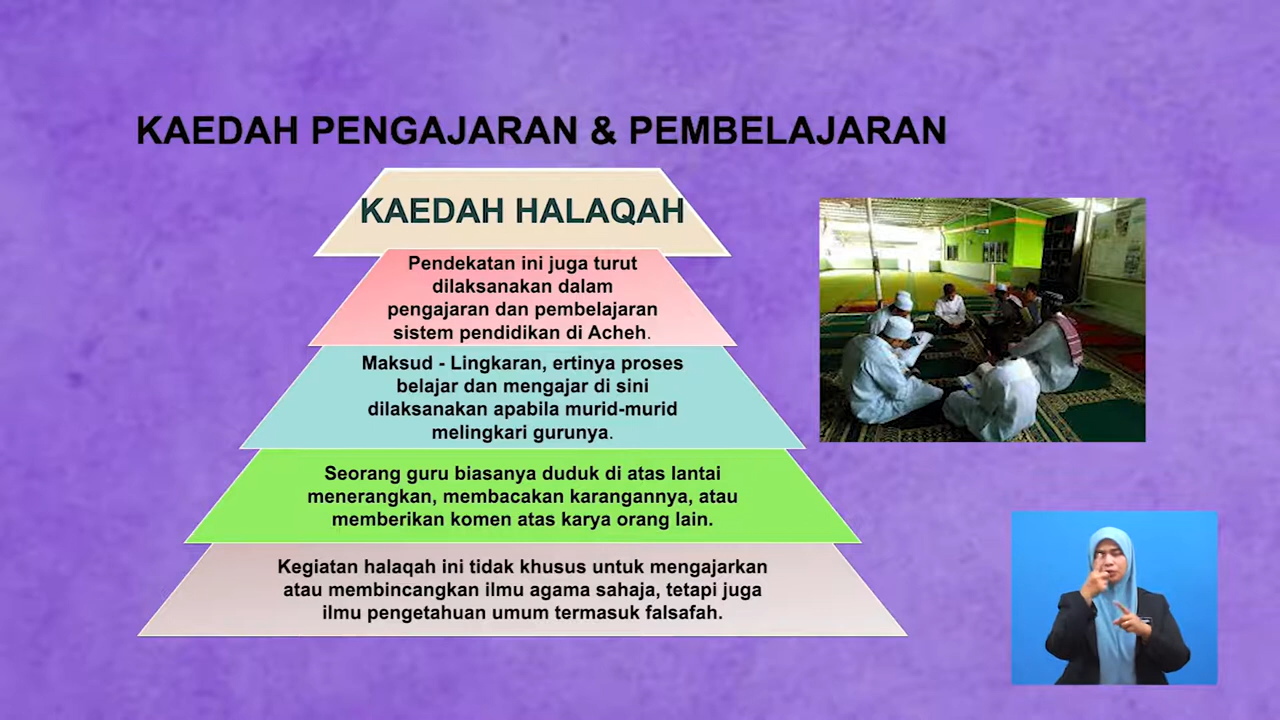 KAEDAH PENGAJARAN & PEMBELAJARAN
KAEDAH HALAQAH
Pendekatan ini juga turut
dilaksanakan dalam
pengajaran dan pembelajaran
sistem pendidikan di Acheh.
Maksud - Lingkaran, ertinya proses
belajar dan mengajar di sini
dilaksanakan apabila murid-murid
melingkari gurunya.
Seorang guru biasanya duduk di atas lantai
menerangkan, membacakan karangannya, atau
memberikan komen atas karya orang lain.
Kegiatan halaqah ini tidak khusus untuk mengajarkan
atau membincangkan ilmu agama sahaja, tetapi juga
ilmu pengetahuan umum termasuk falsafah.